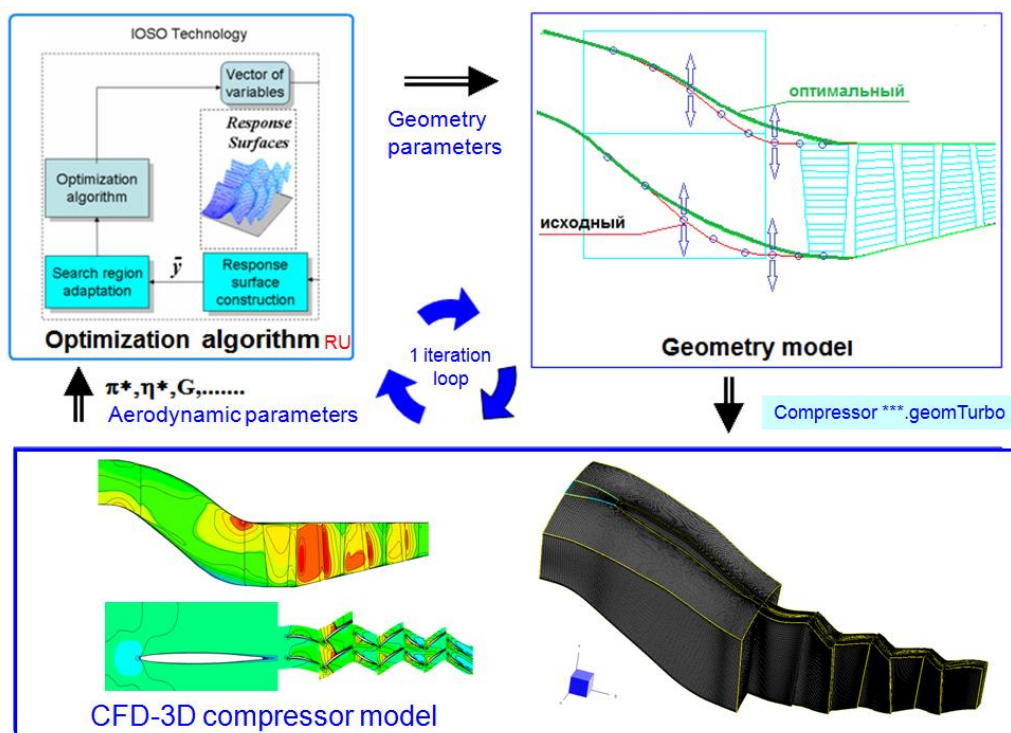 IOSO Technology
Vector of
variables
Response
Surfaces
Optimization
algorithm
Search region
adaptation
ȳ
Response
surface
construction
Optimization algorithm RU
Geometry
parameters
оптимальный
исходный
Geometry model
1 iteration
loop
π*,η*,G,.......
Aerodynamic parameters
Compressor ***.geomTurbo
CFD-3D compressor model